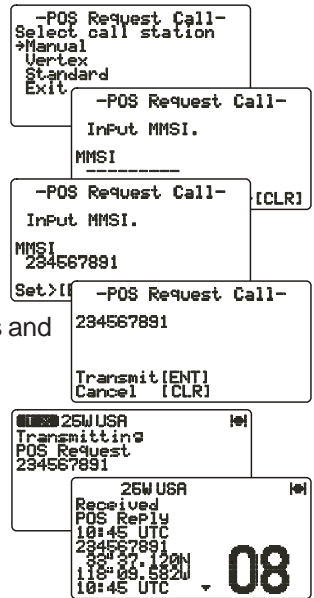 -POS Request Call-
Select call station
→Manual
Vertex
Standard
Exit
-POS Request Call-
InPut MMSI.
MMSI
---------
[CLR]
-POS Request Call-
InPut MMSI.
MMSI
234567891
Set>[
s and
-POS Request Call-
234567891
Transmit[ENT]
Cancel [CLR]
25W USA
Transmitting
POS Request
234567891
25W USA
Received
POS RePly
10:45 UTC
234567891
33°37.120N
118°09.582W
10:45 UTC
08